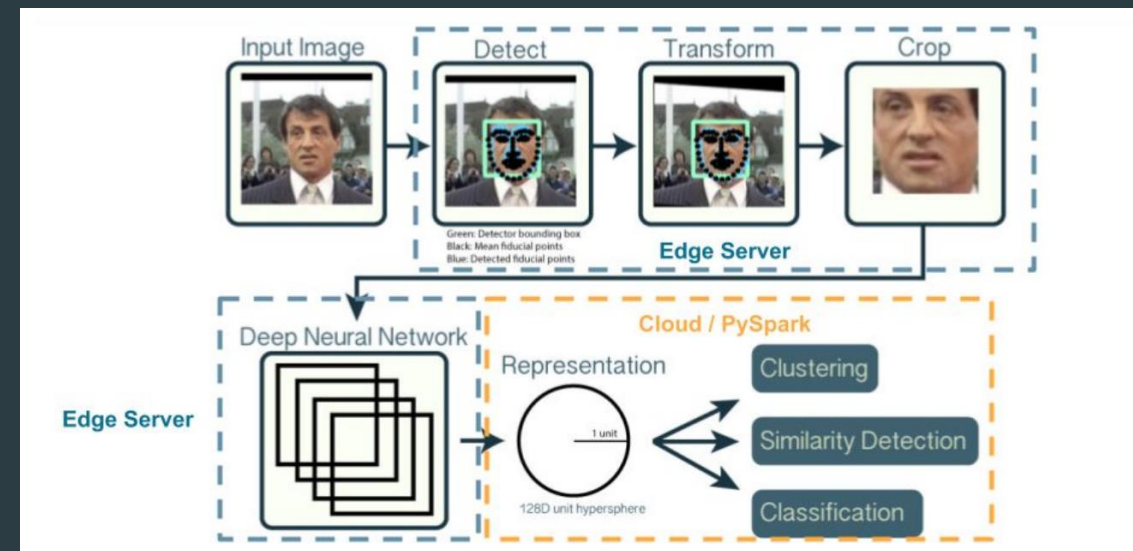 Input Image
Detect
Transform
Crop
Green: Detector bounding box
Black: Mean fiducial points
Blue: Detected fiducial points
Edge Server
Deep Neural Network
Edge Server
Cloud / PySpark
Representation
1 unit
128D unit hypersphere
Clustering
Similarity Detection
Classification